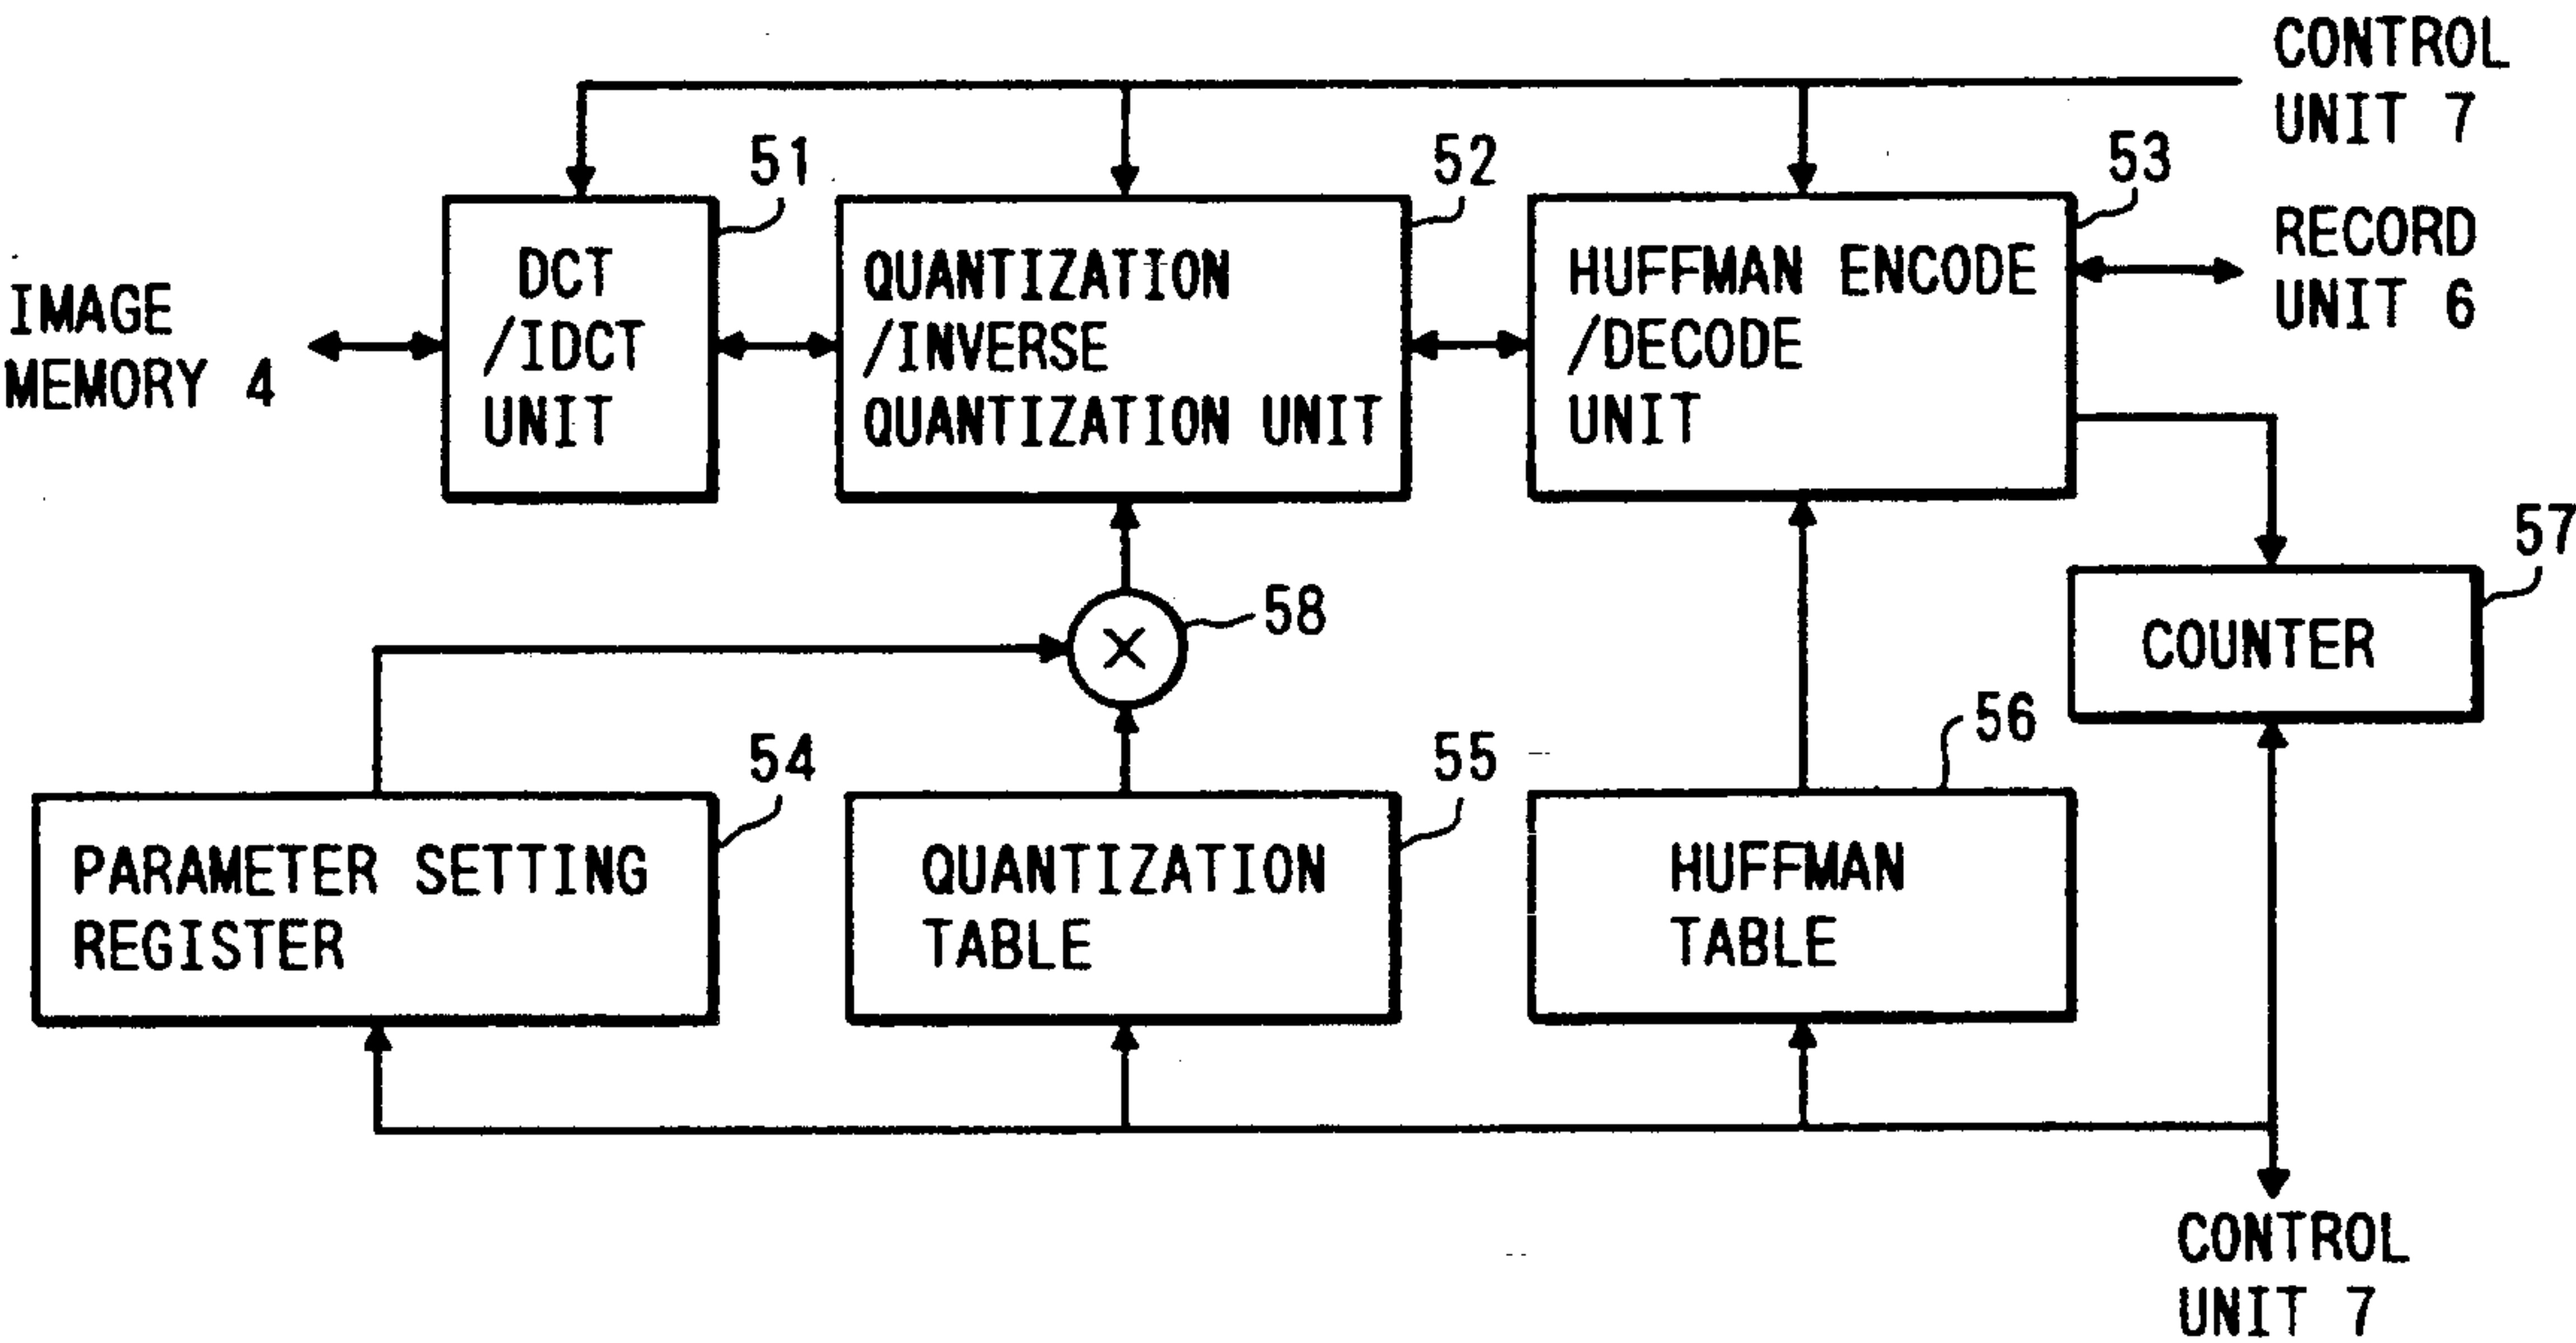 CONTROL
UNIT 7
51
52
53
IMAGE
MEMORY 4
DCT
/IDCT
UNIT
QUANTIZATION
/INVERSE
QUANTIZATION UNIT
HUFFMAN ENCODE
/DECODE
UNIT
RECORD
UNIT 6
57
58
×
COUNTER
54
55
56
PARAMETER SETTING
REGISTER
QUANTIZATION
TABLE
HUFFMAN
TABLE
CONTROL
UNIT 7